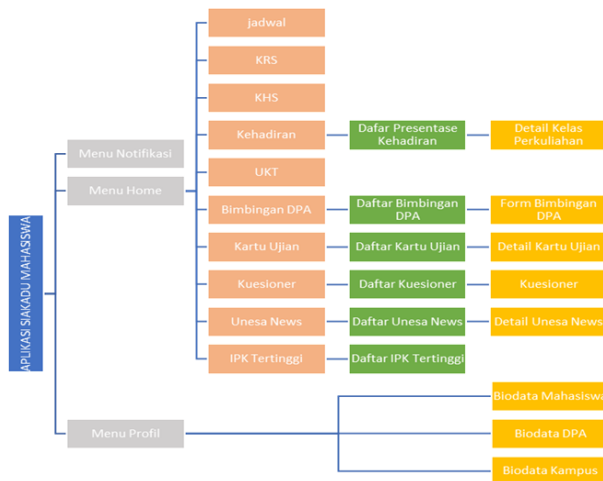 APLIKASI SIAKADU MAHASISWA
Menu Notifikasi
Menu Home
jadwal
KRS
KHS
Kehadiran
Dafar Presentase
Kehadiran
Detail Kelas
Perkuliahan
UKT
Bimbingan DPA
Daftar Bimbingan
DPA
Form Bimbingan
DPA
Kartu Ujian
Daftar Kartu Ujian
Detail Kartu Ujian
Kuesioner
Daftar Kuesioner
Kuesioner
Unesa News
Daftar Unesa News
Detail Unesa News
IPK Tertinggi
Daftar IPK Tertinggi
Menu Profil
Biodata Mahasiswa
Biodata DPA
Biodata Kampus